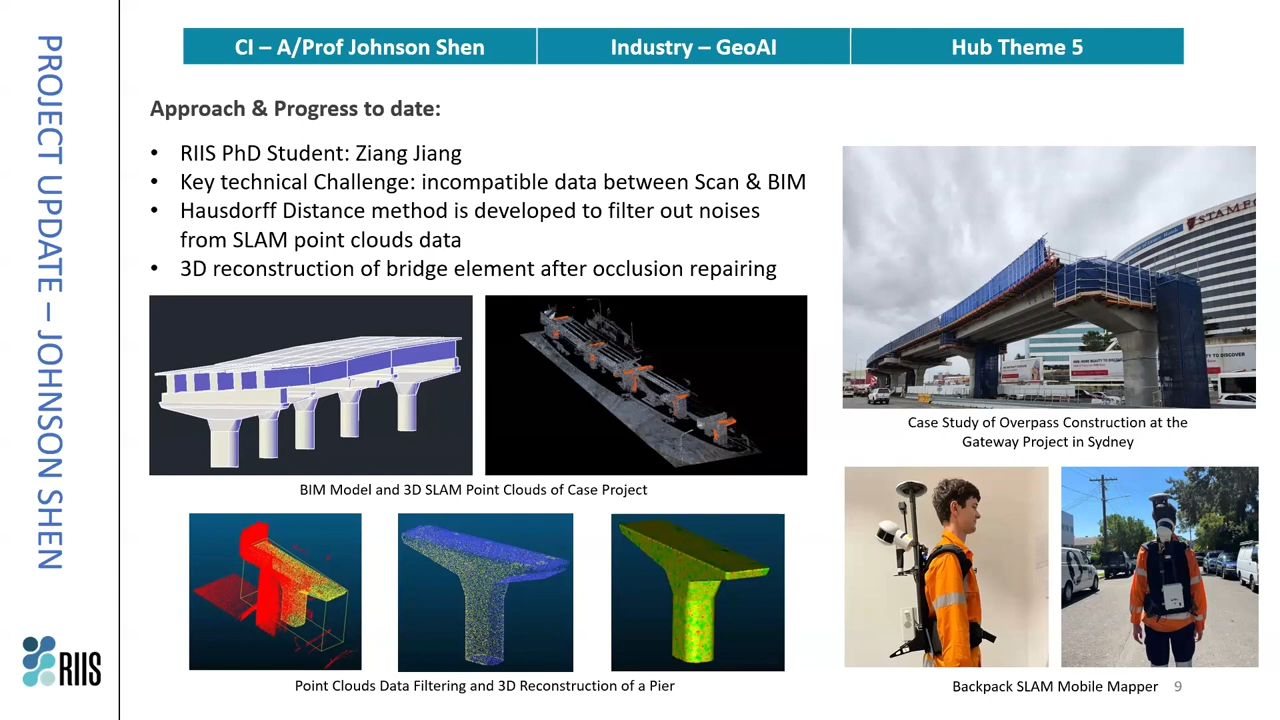 PROJECT UPDATE – JOHNSON SHEN
CI – A/Prof Johnson Shen
Industry – GeoAI
Hub Theme 5
Approach & Progress to date:
• RIIS PhD Student: Ziang Jiang
• Key technical Challenge: incompatible data between Scan & BIM
• Hausdorff Distance method is developed to filter out noises
from SLAM point clouds data
• 3D reconstruction of bridge element after occlusion repairing
STAMF
TO DISCOVER
Case Study of Overpass Construction at the
Gateway Project in Sydney
BIM Model and 3D SLAM Point Clouds of Case Project
Point Clouds Data Filtering and 3D Reconstruction of a Pier
Backpack SLAM Mobile Mapper
9
RIIS